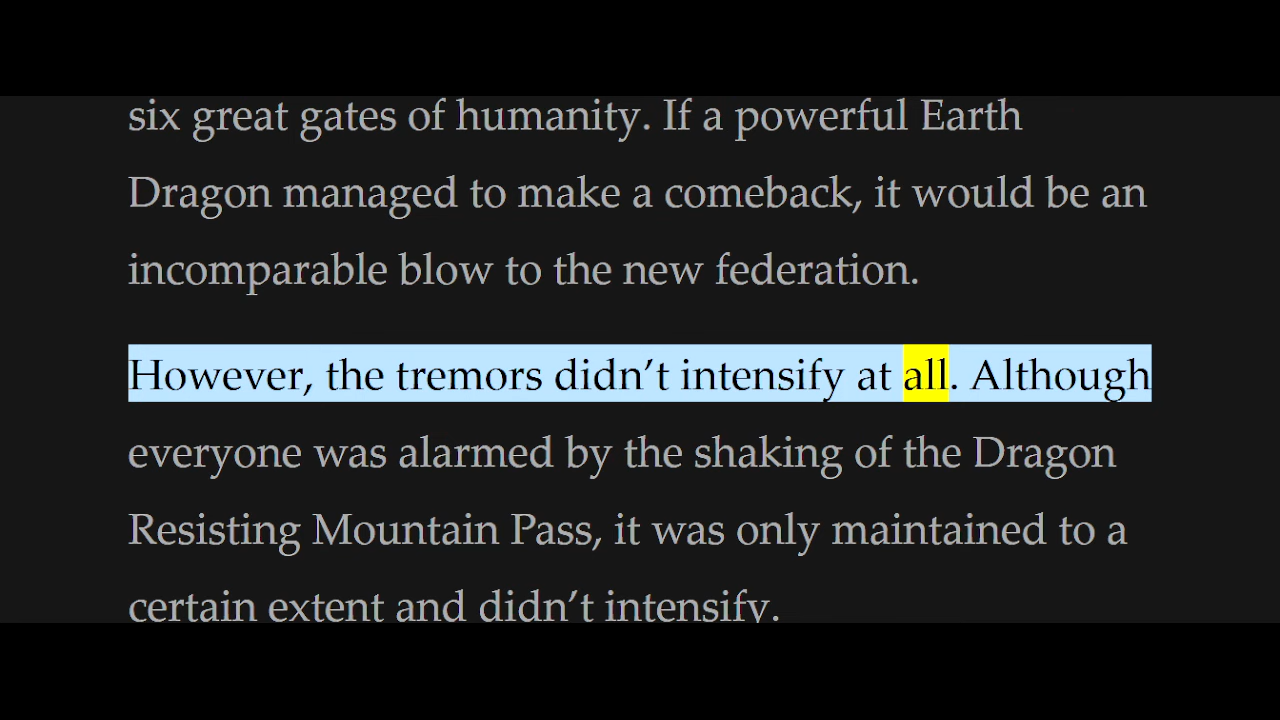 six great gates of humanity. If a powerful Earth
Dragon managed to make a comeback, it would be an
incomparable blow to the new federation.
However, the tremors didn’t intensify at all. Although
everyone was alarmed by the shaking of the Dragon
Resisting Mountain Pass, it was only maintained to a
certain extent and didn’t intensify.